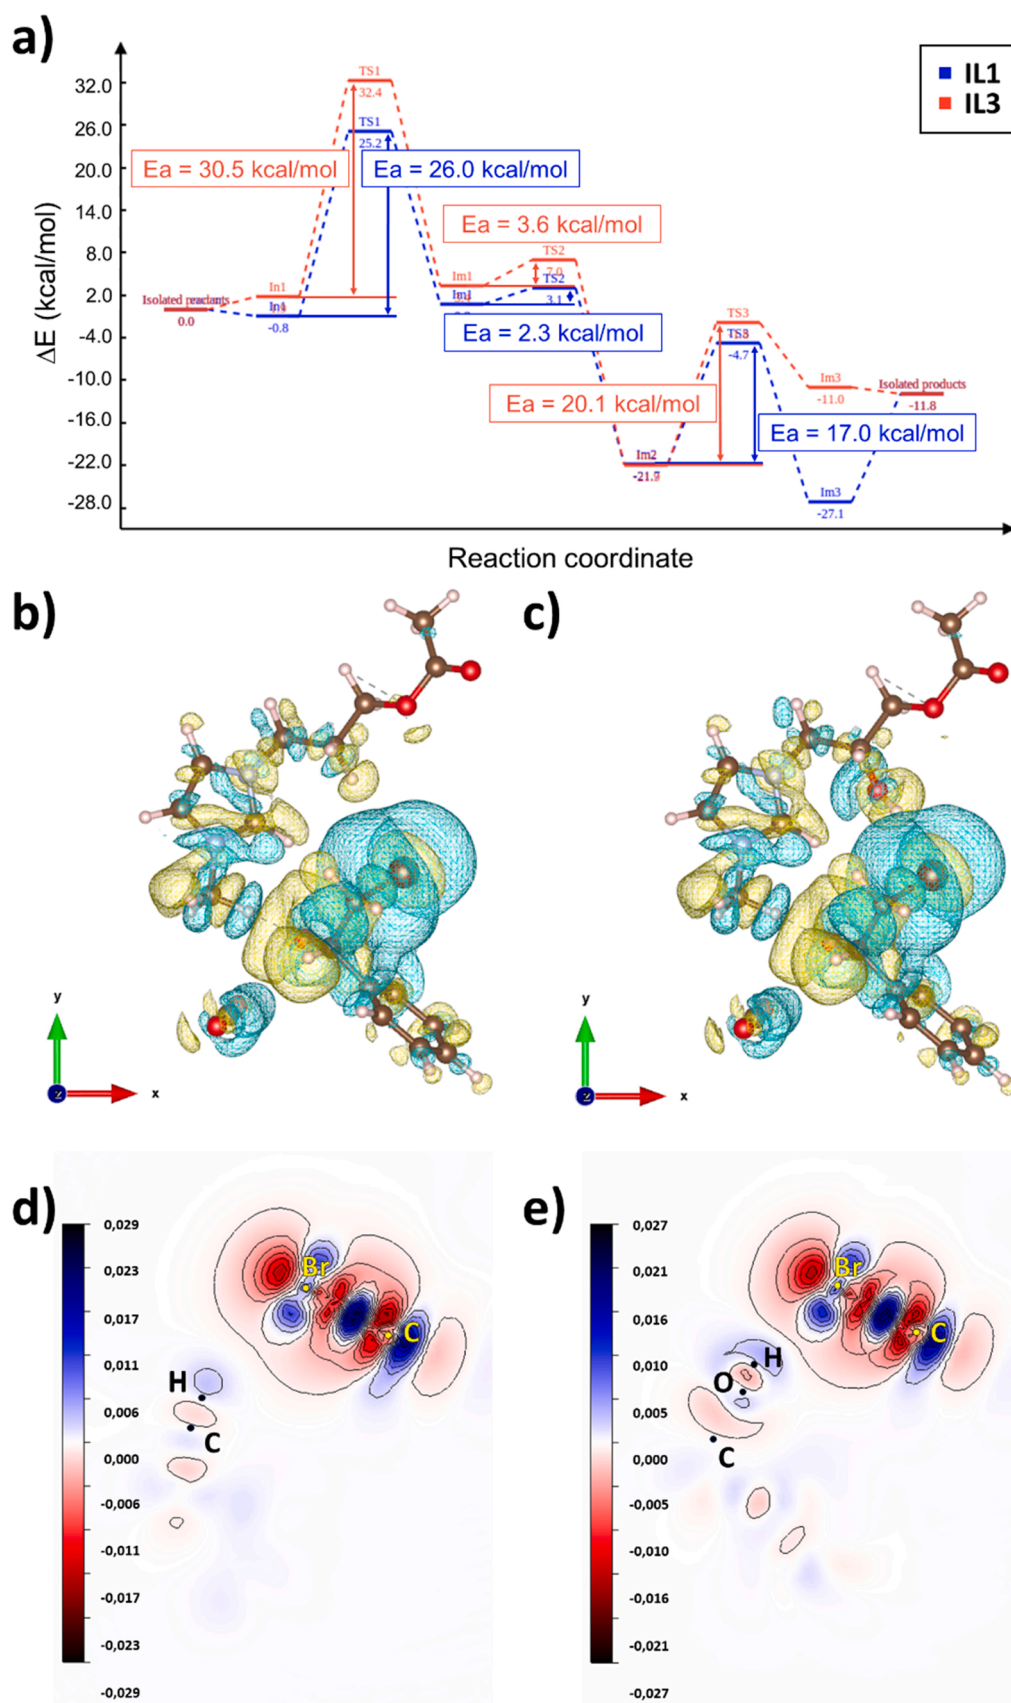 a)
IL1
IL3
ΔE (kcal/mol)
32.0
26.0
20.0
14.0
8.0
2.0
-4.0
-10.0
-16.0
-22.0
-28.0
Isolated
0.0
In1
In1
-0.8
TS1
32.4
TS1
25.2
Ea = 30.5 kcal/mol
Ea = 26.0 kcal/mol
Ea = 3.6 kcal/mol
Im1
TS2
7.0
Im1
TS2
3.1
Ea = 2.3 kcal/mol
Ea = 20.1 kcal/mol
Im2
TS3
TS3
-4.7
Ea = 17.0 kcal/mol
Im3
-11.0
Isolated products
-11.8
Im3
-27.1
Reaction coordinate
b)
y
x
z
c)
y
x
z
d)
0,029
0,023
0,017
0,011
0,006
0,000
-0,006
-0,011
-0,017
-0,023
-0,029
Br
C
H
C
e)
0,027
0,021
0,016
0,010
0,005
0,000
-0,005
-0,010
-0,016
-0,021
-0,027
Br
C
H
O
C